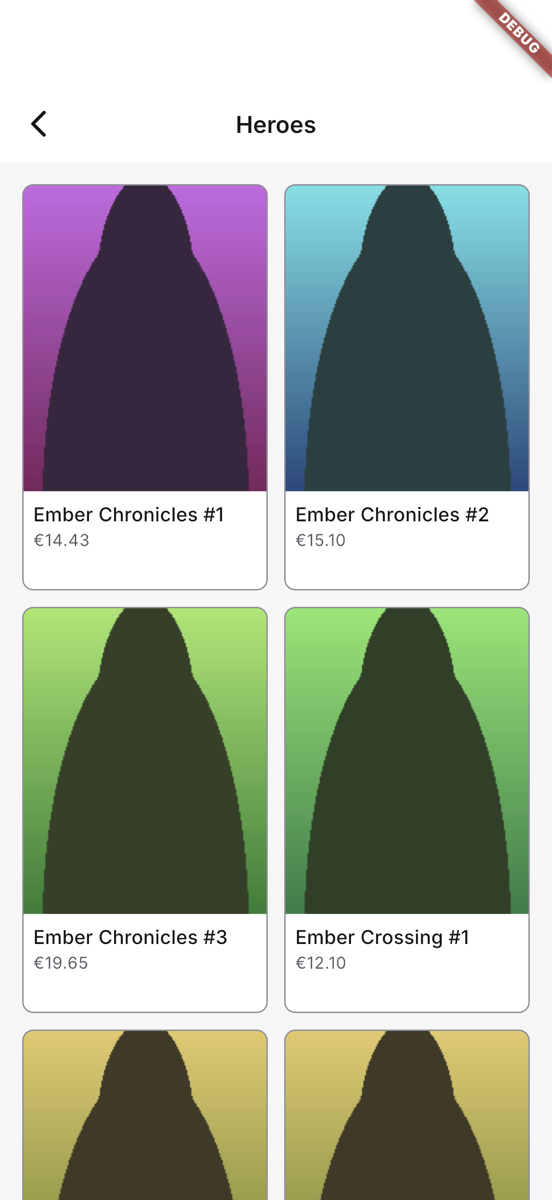 DEBUG
Heroes
Ember Chronicles #1
€14.43
Ember Chronicles #2
€15.10
Ember Chronicles #3
€19.65
Ember Crossing #1
€12.10